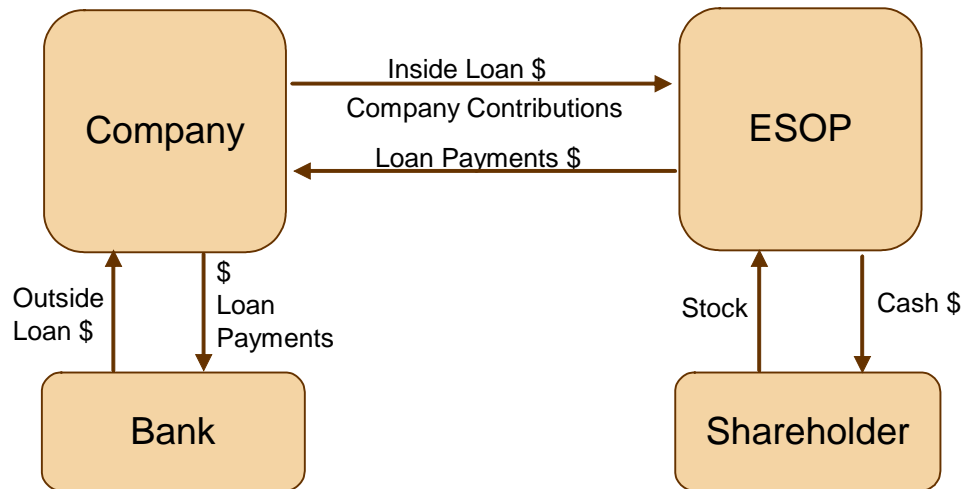 Inside Loan $
Company Contributions
Company
ESOP
Loan Payments $
Outside
Loan $
$
Loan
Payments
Stock
Cash $
Bank
Shareholder